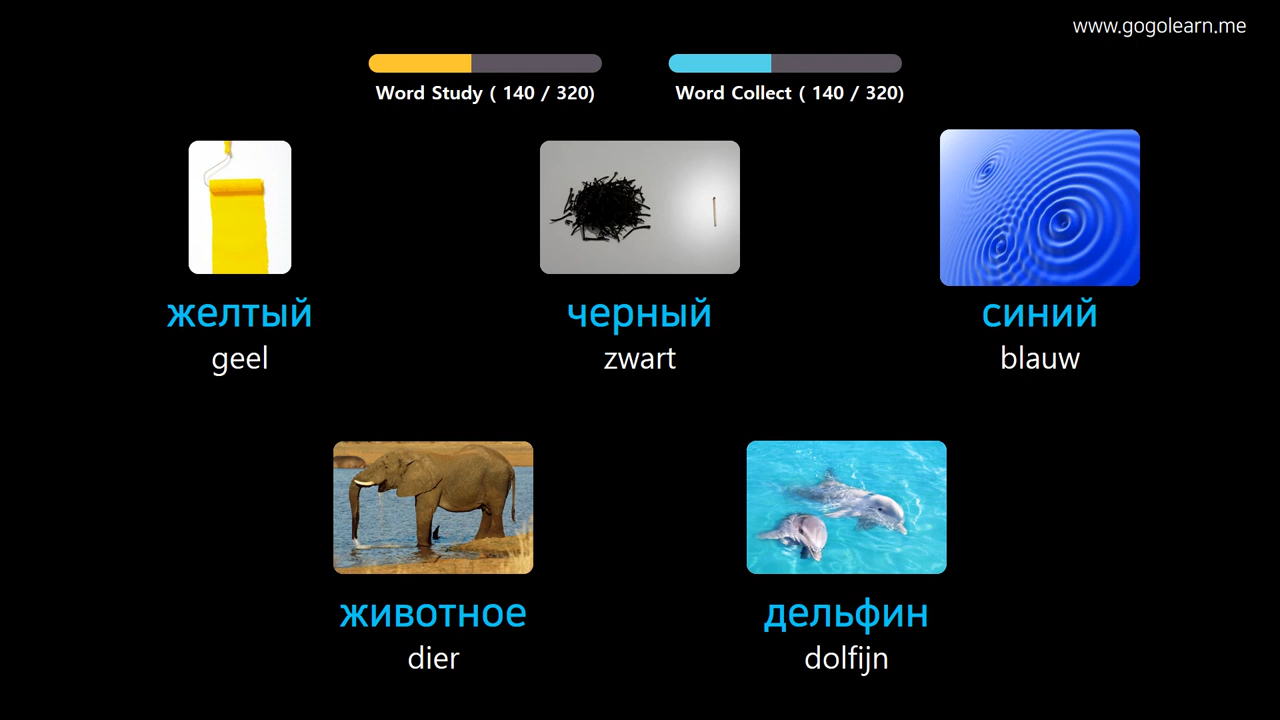 www.gogolearn.me
Word Study ( 140 / 320)
Word Collect ( 140 / 320)
желтый
geel
черный
zwart
синий
blauw
животное
dier
дельфин
dolfijn